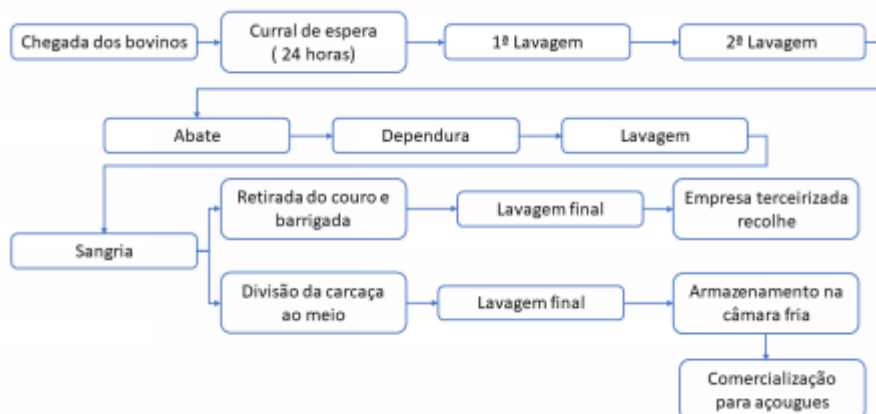 Chegada dos bovinos
Curral de espera
( 24 horas)
1ª Lavagem
2ª Lavagem
Abate
Dependura
Lavagem
Sangria
Retirada do couro e
barrigada
Lavagem final
Empresa terceirizada
recolhe
Divisão da carcaça
ao meio
Lavagem final
Armazenamento na
câmara fria
Comercialização
para açougues